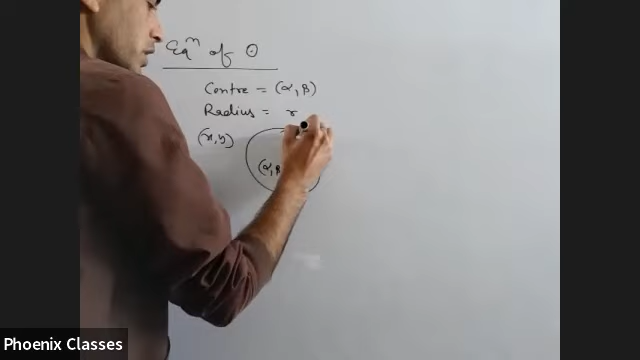 Eqⁿ of ⊙
Centre = (α, β)
Radius = r
(x, y)
(α, β
Phoenix Classes